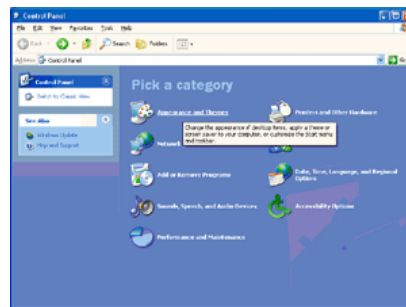 Control Panel
File Edit View Favorites Tools Help
Back Search Folders
Address Control Panel Go
Control Panel
Switch to Classic View
See Also
Windows Update
Help and Support
Pick a category
Appearance and Themes
Printers and Other Hardware
Change the appearance of desktop items, apply a theme or
screen saver to your computer, or customize the Start menu
and taskbar.
Network
Add or Remove Programs
Date, Time, Language, and Regional
Options
Sounds, Speech, and Audio Devices
Accessibility Options
Performance and Maintenance